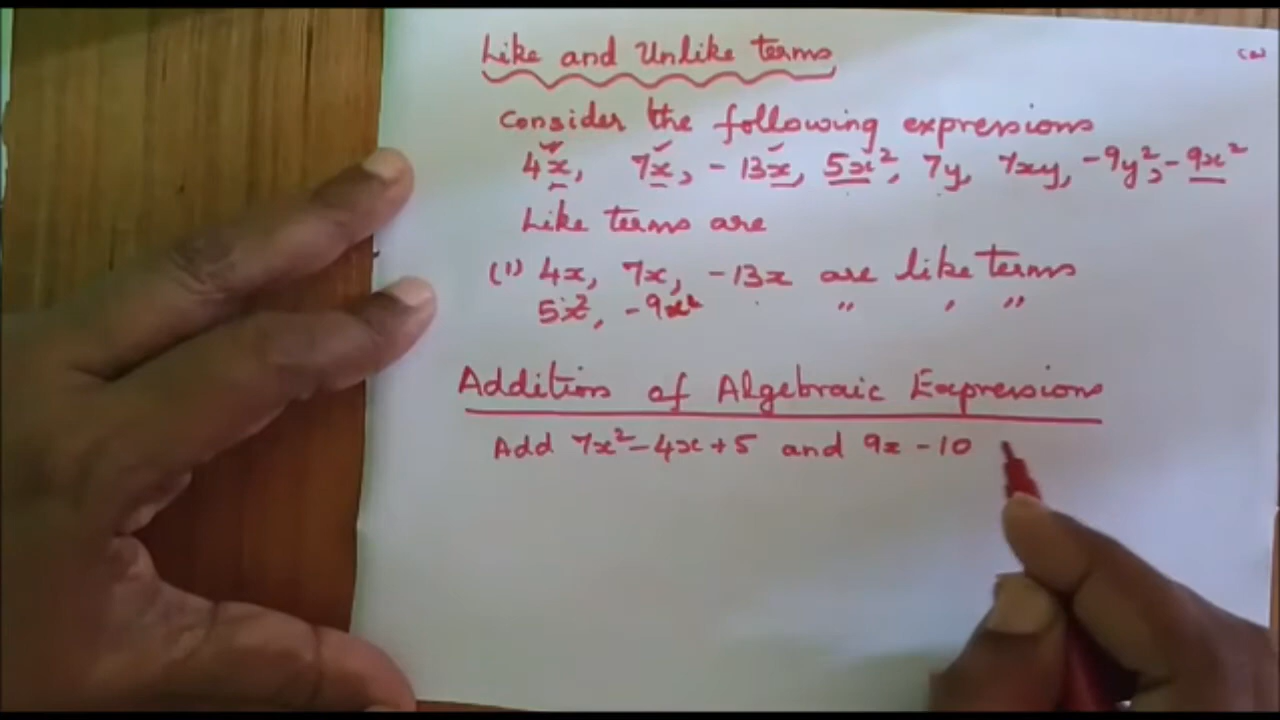 Like and Unlike terms
Consider the following expressions
4x, 7x, -13x, 5x², 7y, 7xy, -9y², -9x²
Like terms are
(1) 4x, 7x, -13x are like terms
5x², -9x² " , "
Addition of Algebraic Expressions
Add 7x²-4x+5 and 9x-10